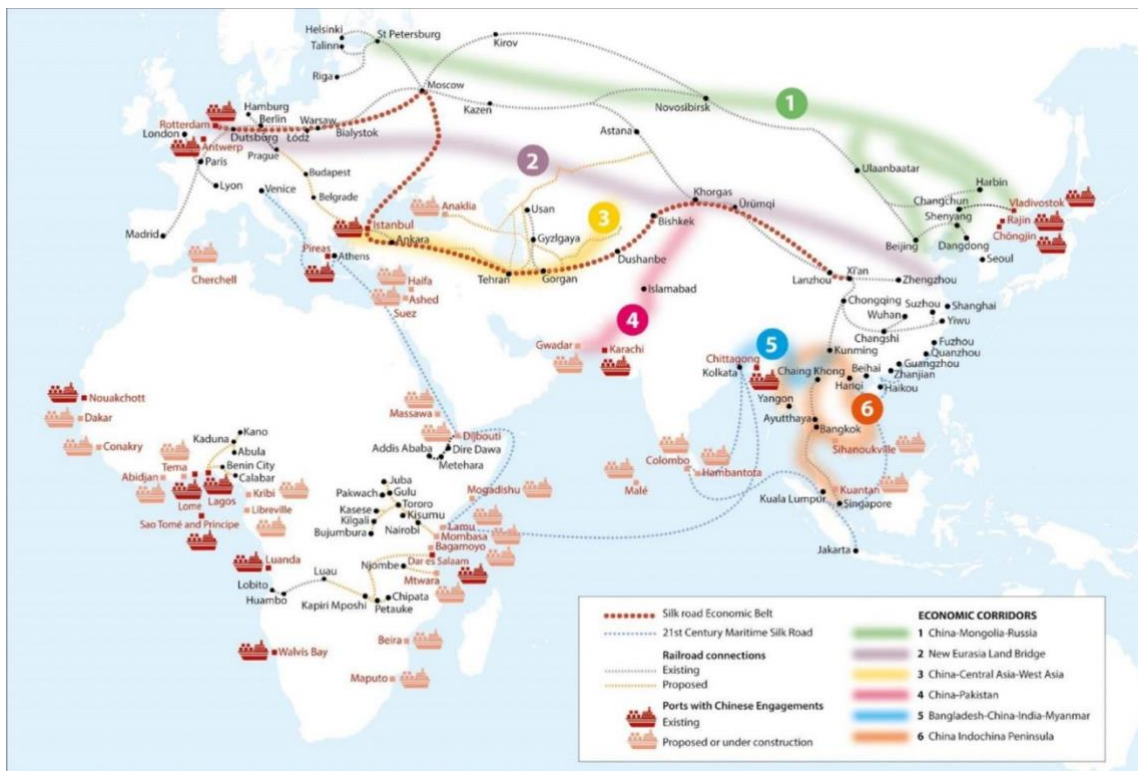 Helsinki
St Petersburg
Talinn
Kirov
Riga
Moscow
Kazen
Novosibirsk
1
Astana
Hamburg
Berlin
Rotterdam
Warsaw
London
Dutsborg
Łódź
Bialystok
Antwerp
Prague
Paris
2
Ulaanbaatar
Budapest
Harbin
Lyon
Venice
Khorgas
Belgrade
Changchun
Vladivostok
Anaklia
Usan
3
Ürümqi
Shenyang
Rajin
Istanbul
Bishkek
Madrid
Ankara
Gyzlgaya
Beijing
Chōngjin
Pireas
Dangdong
Athens
Dushanbe
Seoul
Cherchell
Tehran
Gorgan
Lanzhou
Xi'an
Zhengzhou
Haifa
Islamabad
Ashed
Chongqing
Suzhou
Shanghai
Suez
Wuhan
4
Yiwu
Changshi
Gwadar
Karachi
5
Kunming
Fuzhou
Quanzhou
Chittagong
Guangzhou
Kolkata
Chaing Khong
Beihai
Zhanjian
Hanoi
Haikou
Nouakchott
Yangon
6
Dakar
Massawa
Ayutthaya
Kano
Bangkok
Conakry
Kaduna
Dijbouti
Sihanoukville
Abula
Addis Ababa
Dire Dawa
Tema
Benin City
Metehara
Colombo
Hambantota
Abidjan
Calabar
Juba
Malé
Kuantan
Lomé
Lagos
Kribi
Pakwach
Gulu
Mogadishu
Kuala Lumpur
Libreville
Kasese
Tororo
Singapore
Sao Tomé and Principe
Kilgali
Kisumu
Lamu
Bujumbura
Nairobi
Mombasa
Bagamoyo
Jakarta
Luanda
Njombe
Dar es Salaam
Luau
Mtwara
Lobito
Chipata
Huambo
Kapiri Mposhi
Petauke
Beira
Walvis Bay
Maputo
Silk road Economic Belt
21st Century Maritime Silk Road
Railroad connections
Existing
Proposed
Ports with Chinese Engagements
Existing
Proposed or under construction
ECONOMIC CORRIDORS
1 China-Mongolia-Russia
2 New Eurasia Land Bridge
3 China-Central Asia-West Asia
4 China-Pakistan
5 Bangladesh-China-India-Myanmar
6 China Indochina Peninsula